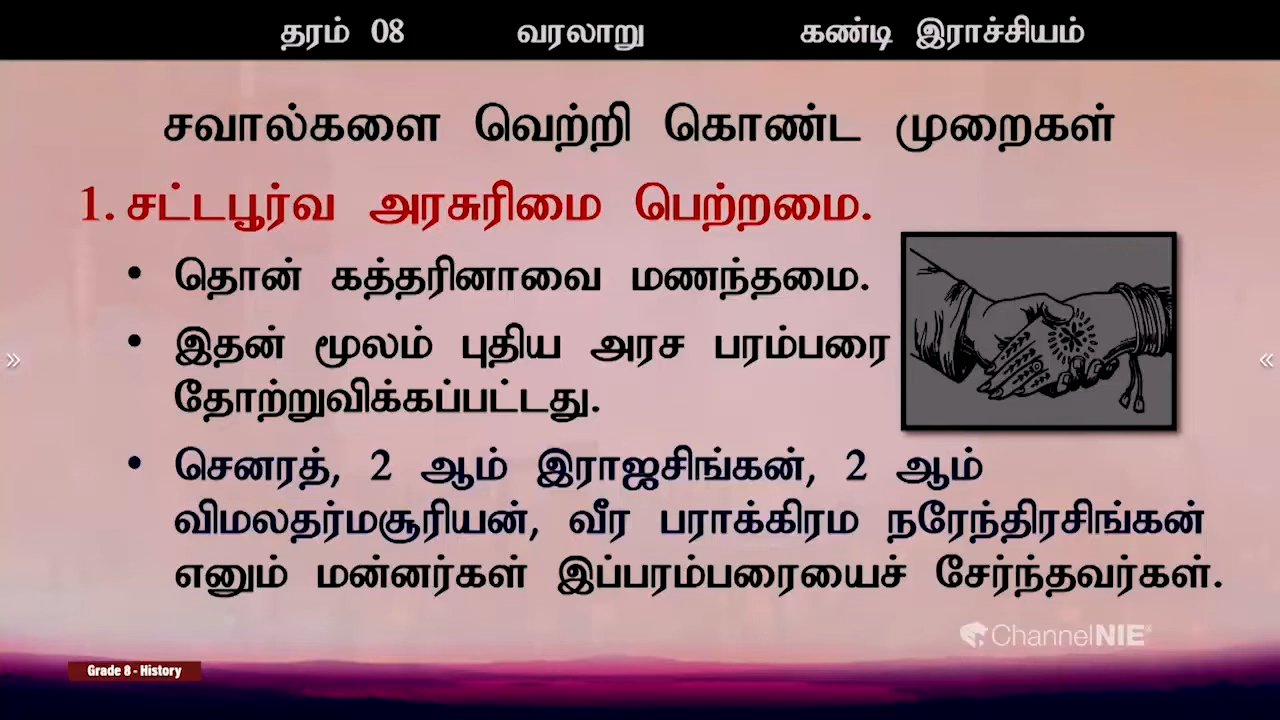 தரம் 08 வரலாறு கண்டி இராச்சியம்
சவால்களை வெற்றி கொண்ட முறைகள்
1. சட்டபூர்வ அரசுரிமை பெற்றமை.
• தொன் கத்தரினாவை மணந்தமை.
• இதன் மூலம் புதிய அரச பரம்பரை
தோற்றுவிக்கப்பட்டது.
• செனரத், 2 ஆம் இராஜசிங்கன், 2 ஆம்
விமலதர்மசூரியன், வீர பராக்கிரம நரேந்திரசிங்கன்
எனும் மன்னர்கள் இப்பரம்பரையைச் சேர்ந்தவர்கள்.
ChannelNIE
Grade 8 - History